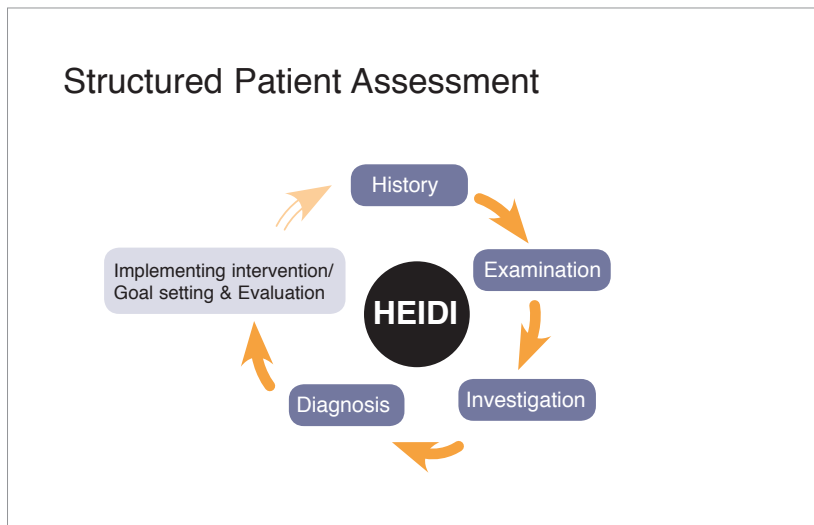 Structured Patient Assessment
History
Examination
Investigation
Diagnosis
Implementing intervention/
Goal setting & Evaluation
HEIDI